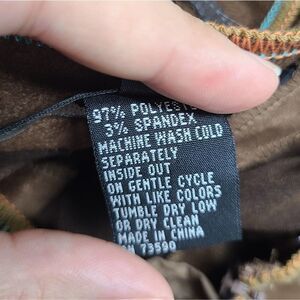 97% POLYESTER
3% SPANDEX
MACHINE WASH COLD
SEPARATELY
INSIDE OUT
ON GENTLE CYCLE
WITH LIKE COLORS
TUMBLE DRY LOW
OR DRY CLEAN
MADE IN CHINA
73590